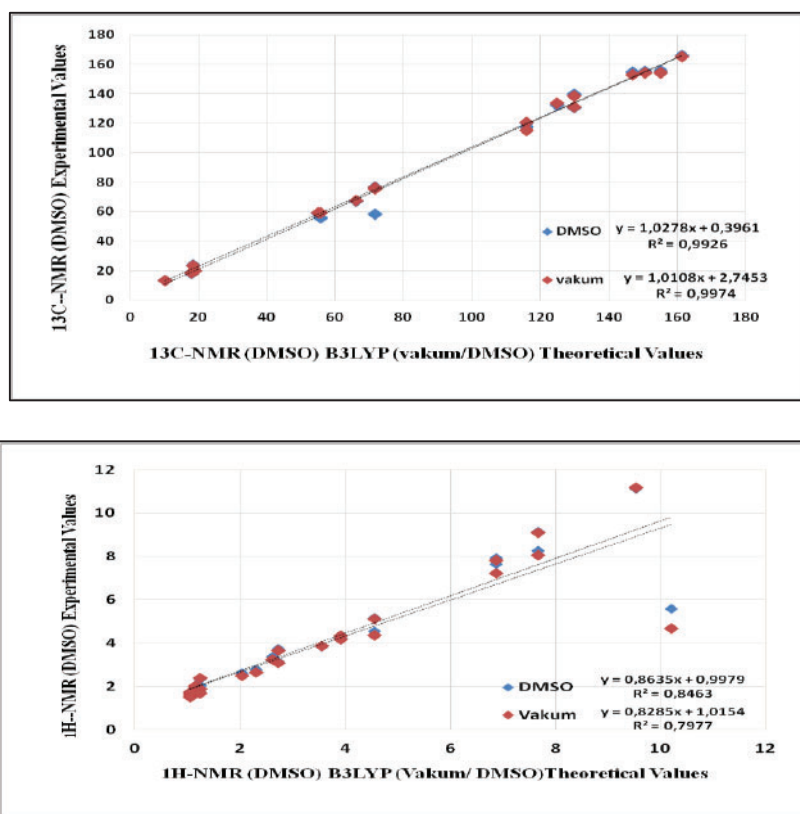 180
160
140
120
100
80
60
40
20
0
13C--NMR (DMSO) Experimental Values
DMSO y = 1,0278x + 0,3961
R² = 0,9926
vakum y = 1,0108x + 2,7453
R² = 0,9974
0 20 40 60 80 100 120 140 160 180
13C-NMR (DMSO) B3LYP (vakum/DMSO) Theoretical Values
12
10
8
6
4
2
0
1H--NMR (DMSO) Experimental Values
DMSO y = 0,8635x + 0,9979
R² = 0,8463
Vakum y = 0,8285x + 1,0154
R² = 0,7977
0 2 4 6 8 10 12
1H-NMR (DMSO) B3LYP (Vakum/ DMSO)Theoretical Values